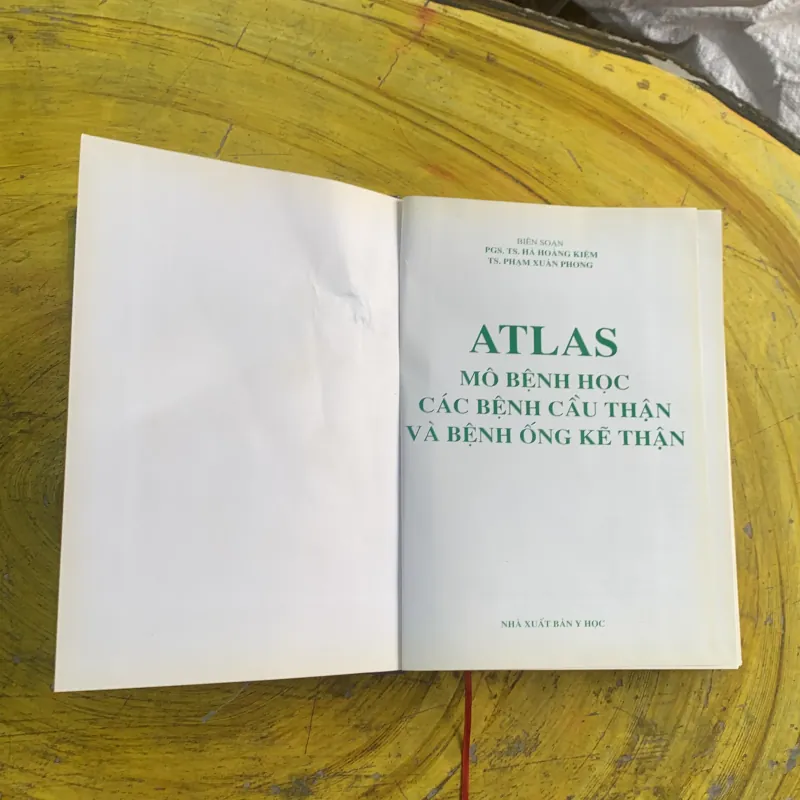 BIÊN SOẠN
PGS. TS. HÀ HOÀNG KIỆM
TS. PHẠM XUÂN PHONG
ATLAS
MÔ BỆNH HỌC
CÁC BỆNH CẦU THẬN
VÀ BỆNH ỐNG KẼ THẬN
NHÀ XUẤT BẢN Y HỌC